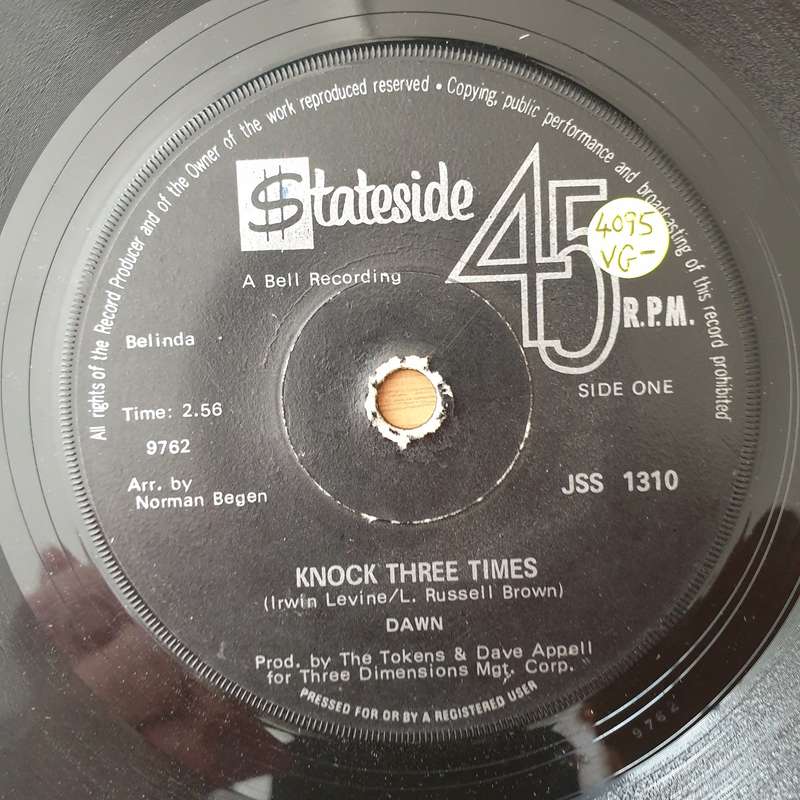 All rights of the Record Producer and of the Owner of the work reproduced reserved • Copying, public performance and broadcasting of this record prohibited
$tateside
45
R.P.M.
4095
VG-
A Bell Recording
Belinda
SIDE ONE
Time: 2.56
9762
Arr. by
Norman Begen
JSS 1310
KNOCK THREE TIMES
(Irwin Levine/L. Russell Brown)
DAWN
Prod. by The Tokens & Dave Appell
for Three Dimensions Mgt. Corp.
PRESSED FOR OR BY A REGISTERED USER
9762